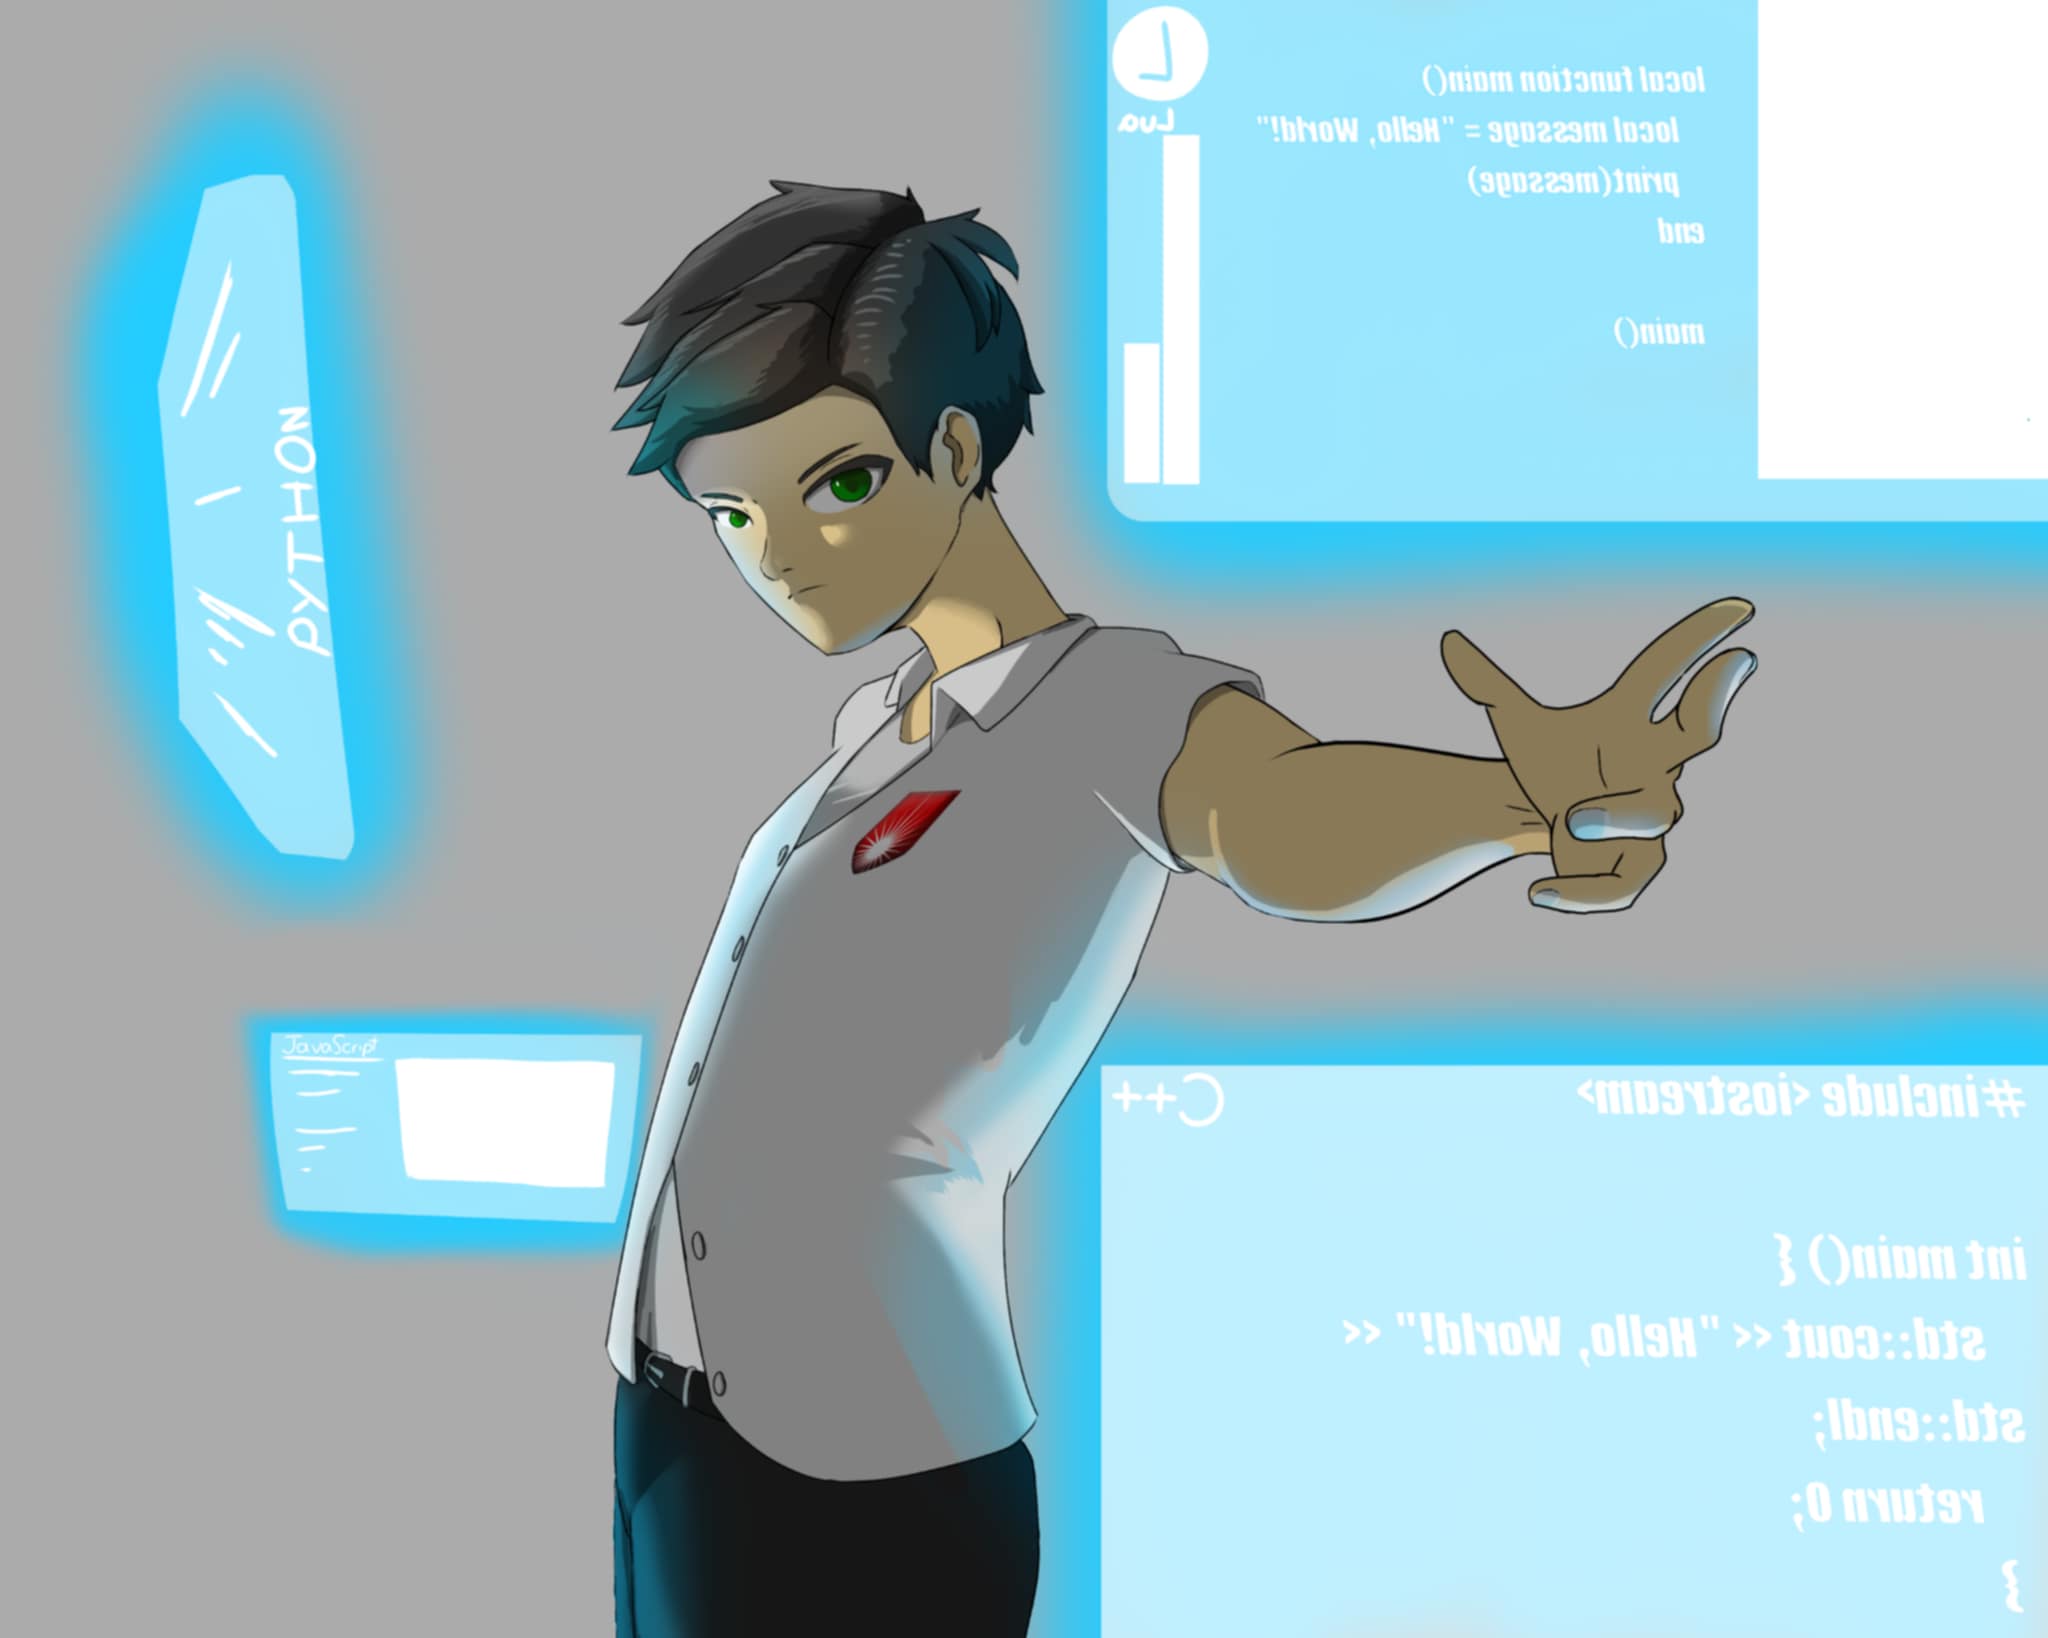 L
Lua
local function main()
local message = "Hello, World!"
print(message)
end
main()
PYTHON
JavaScript
C++
#include <iostream>
int main() {
std::cout << "Hello, World!" <<
std::endl;
return 0;
}